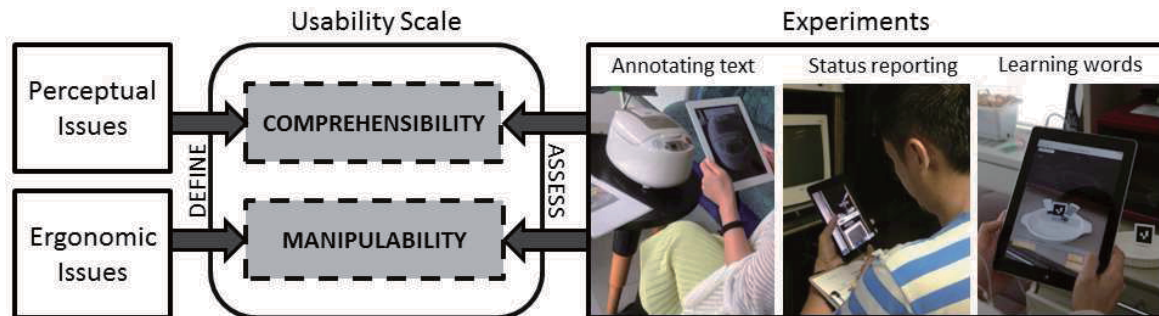 Usability Scale
Experiments
Perceptual
Issues
Ergonomic
Issues
DEFINE
COMPREHENSIBILITY
MANIPULABILITY
ASSESS
Annotating text
Status reporting
Learning words